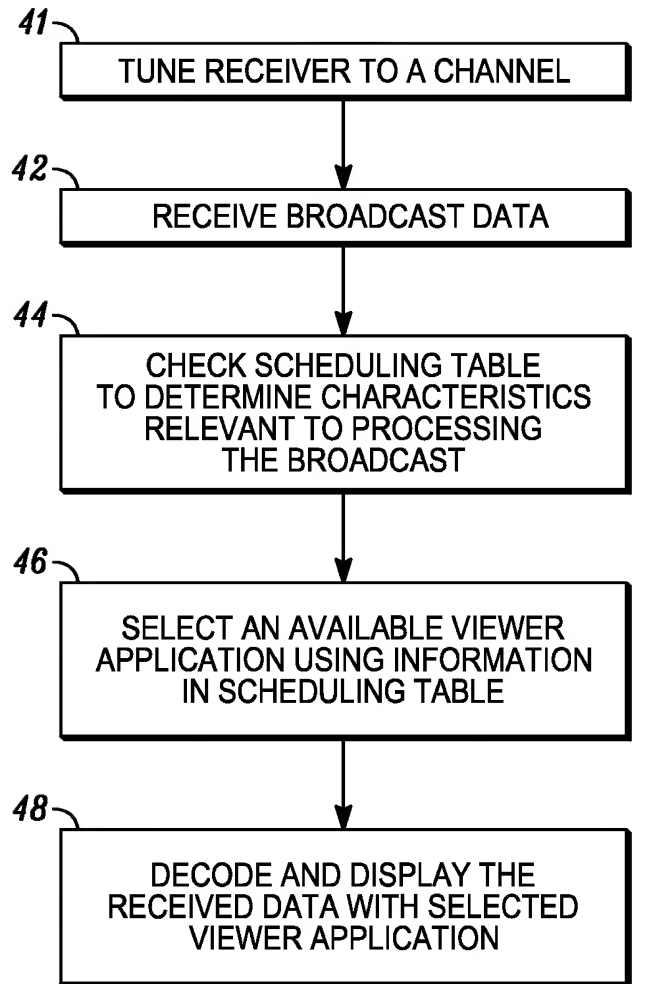 41
TUNE RECEIVER TO A CHANNEL
42
RECEIVE BROADCAST DATA
44
CHECK SCHEDULING TABLE
TO DETERMINE CHARACTERISTICS
RELEVANT TO PROCESSING
THE BROADCAST
46
SELECT AN AVAILABLE VIEWER
APPLICATION USING INFORMATION
IN SCHEDULING TABLE
48
DECODE AND DISPLAY THE
RECEIVED DATA WITH SELECTED
VIEWER APPLICATION